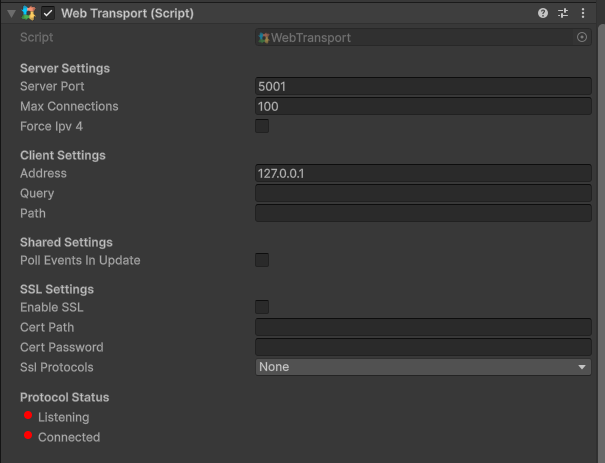 Web Transport (Script)
Script WebTransport
Server Settings
Server Port 5001
Max Connections 100
Force Ipv 4
Client Settings
Address 127.0.0.1
Query
Path
Shared Settings
Poll Events In Update
SSL Settings
Enable SSL
Cert Path
Cert Password
Ssl Protocols None
Protocol Status
Listening
Connected